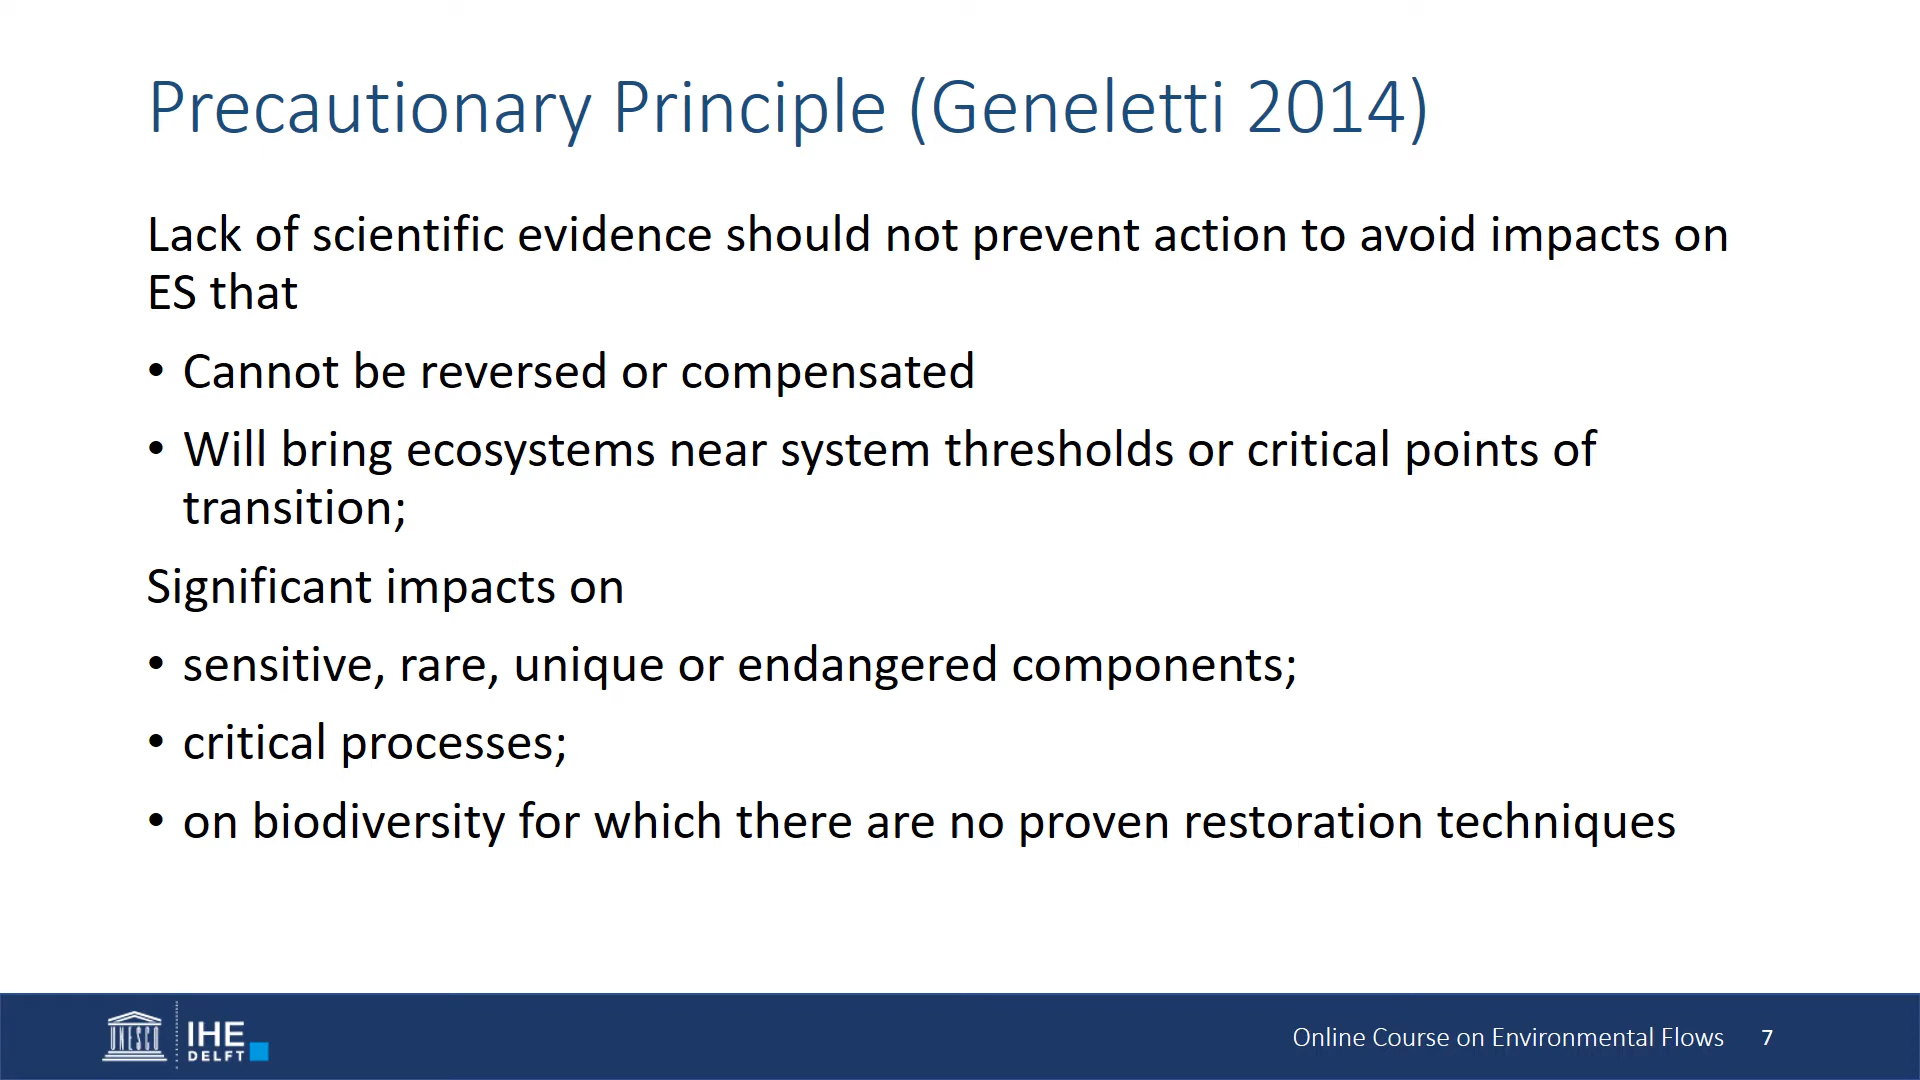 Precautionary Principle (Geneletti 2014)
Lack of scientific evidence should not prevent action to avoid impacts on
ES that
• Cannot be reversed or compensated
• Will bring ecosystems near system thresholds or critical points of
transition;
Significant impacts on
• sensitive, rare, unique or endangered components;
• critical processes;
• on biodiversity for which there are no proven restoration techniques
UNESCO
IHE
DELFT
Online Course on Environmental Flows 7